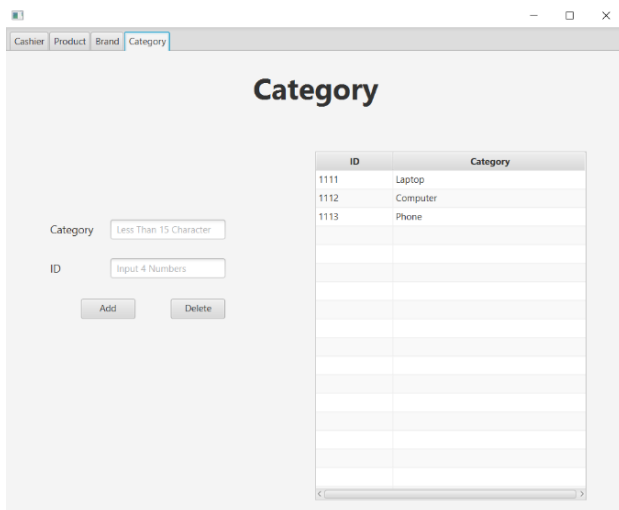 Cashier Product Brand Category
Category
ID Category
1111 Laptop
1112 Computer
1113 Phone
Category Less Than 15 Character
ID Input 4 Numbers
Add Delete